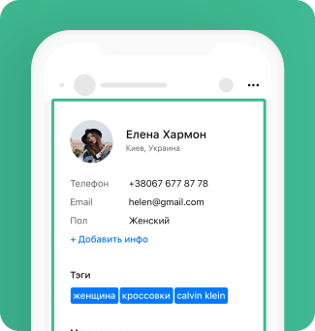 Елена Хармон
Киев, Украина
Телефон +38067 677 87 78
Email helen@gmail.com
Пол Женский
+ Добавить инфо
Тэги
женщина кроссовки calvin klein